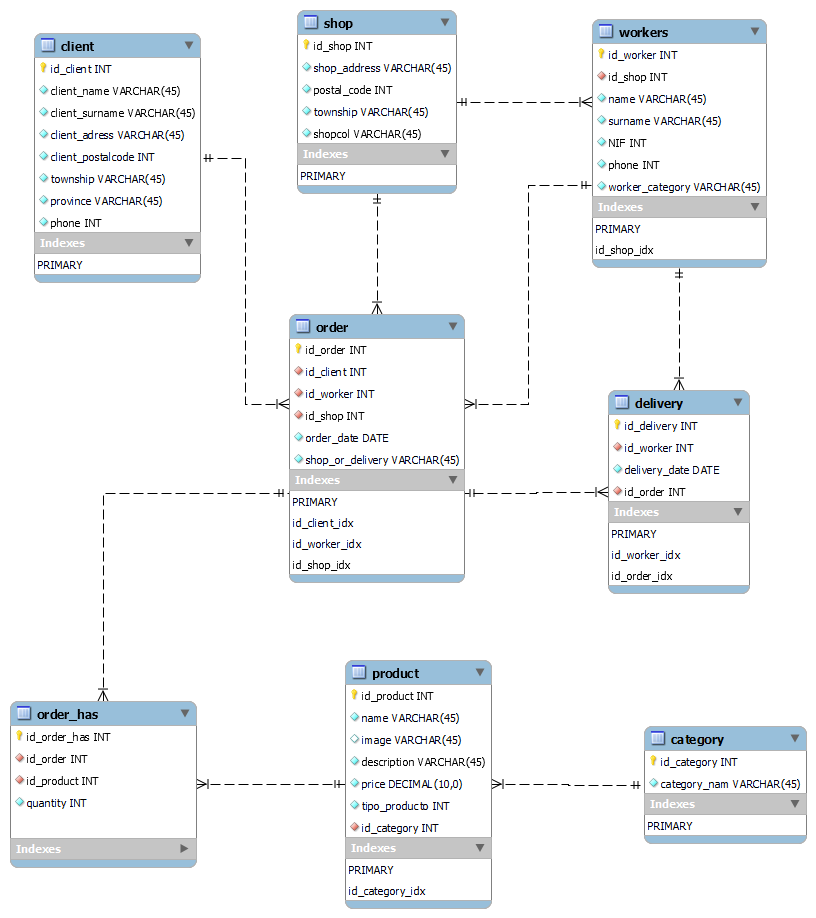 client
id_client INT
client_name VARCHAR(45)
client_surname VARCHAR(45)
client_adress VARCHAR(45)
client_postalcode INT
township VARCHAR(45)
province VARCHAR(45)
phone INT
Indexes
PRIMARY
shop
id_shop INT
shop_address VARCHAR(45)
postal_code INT
township VARCHAR(45)
shopcol VARCHAR(45)
Indexes
PRIMARY
workers
id_worker INT
id_shop INT
name VARCHAR(45)
surname VARCHAR(45)
NIF INT
phone INT
worker_category VARCHAR(45)
Indexes
PRIMARY
id_shop_idx
order
id_order INT
id_client INT
id_worker INT
id_shop INT
order_date DATE
shop_or_delivery VARCHAR(45)
Indexes
PRIMARY
id_client_idx
id_worker_idx
id_shop_idx
delivery
id_delivery INT
id_worker INT
delivery_date DATE
id_order INT
Indexes
PRIMARY
id_worker_idx
id_order_idx
order_has
id_order_has INT
id_order INT
id_product INT
quantity INT
Indexes
product
id_product INT
name VARCHAR(45)
image VARCHAR(45)
description VARCHAR(45)
price DECIMAL(10,0)
tipo_producto INT
id_category INT
Indexes
PRIMARY
id_category_idx
category
id_category INT
category_nam VARCHAR(45)
Indexes
PRIMARY